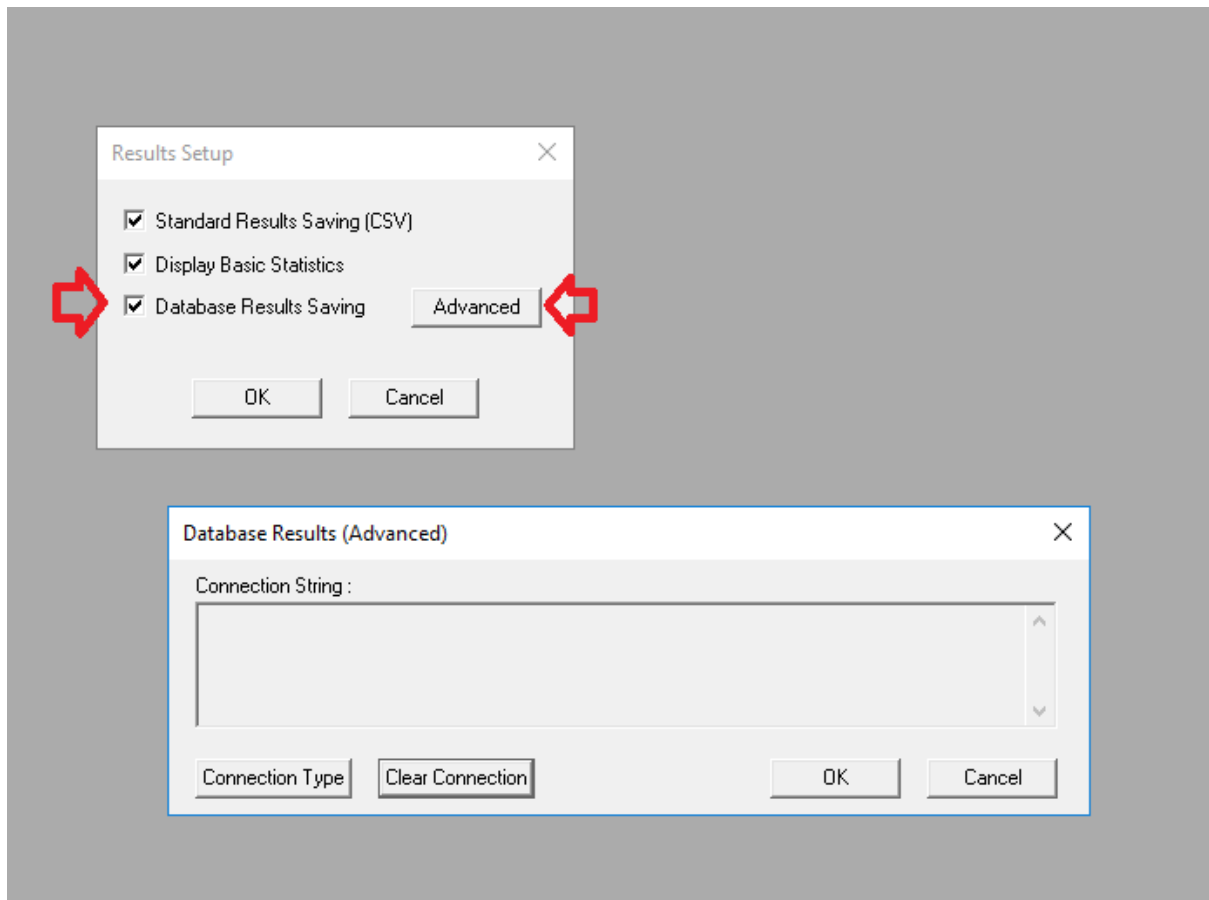 Results Setup
Standard Results Saving (CSV)
Display Basic Statistics
Database Results Saving Advanced
OK Cancel
Database Results (Advanced)
Connection String :
Connection Type Clear Connection OK Cancel